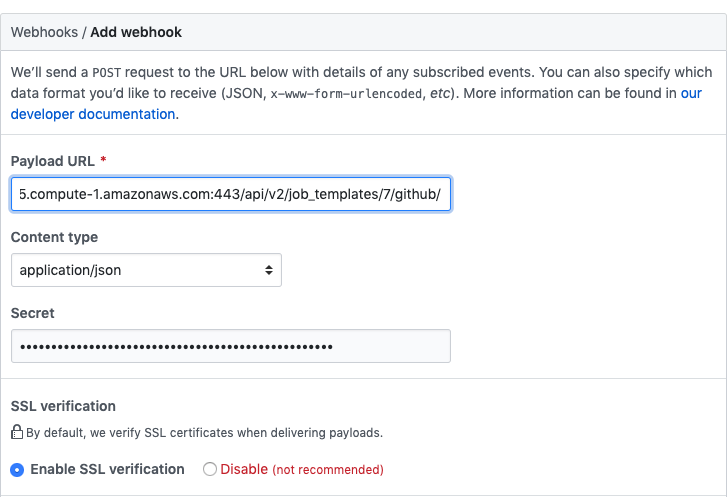 Webhooks / Add webhook
We’ll send a POST request to the URL below with details of any subscribed events. You can also specify which
data format you’d like to receive (JSON, x-www-form-urlencoded, etc). More information can be found in our
developer documentation.
Payload URL *
5.compute-1.amazonaws.com:443/api/v2/job_templates/7/github/
Content type
application/json
Secret
••••••••••••••••••••••••••••••••••••••••••••••••••
SSL verification
By default, we verify SSL certificates when delivering payloads.
Enable SSL verification Disable (not recommended)